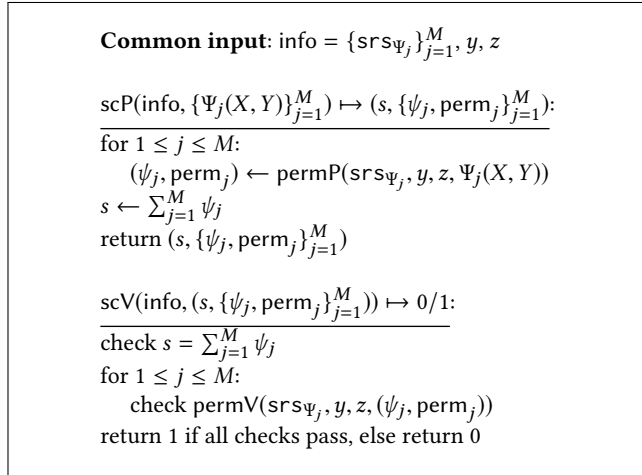 Common input: info = {srs_{Ψ_j}}_{j=1}^M, y, z
scP(info, {Ψ_j(X, Y)}_{j=1}^M) ↦ (s, {ψ_j, perm_j}_{j=1}^M):
for 1 ≤ j ≤ M:
(ψ_j, perm_j) ← permP(srs_{Ψ_j}, y, z, Ψ_j(X, Y))
s ← ∑_{j=1}^M ψ_j
return (s, {ψ_j, perm_j}_{j=1}^M)
scV(info, (s, {ψ_j, perm_j}_{j=1}^M)) ↦ 0/1:
check s = ∑_{j=1}^M ψ_j
for 1 ≤ j ≤ M:
check permV(srs_{Ψ_j}, y, z, (ψ_j, perm_j))
return 1 if all checks pass, else return 0